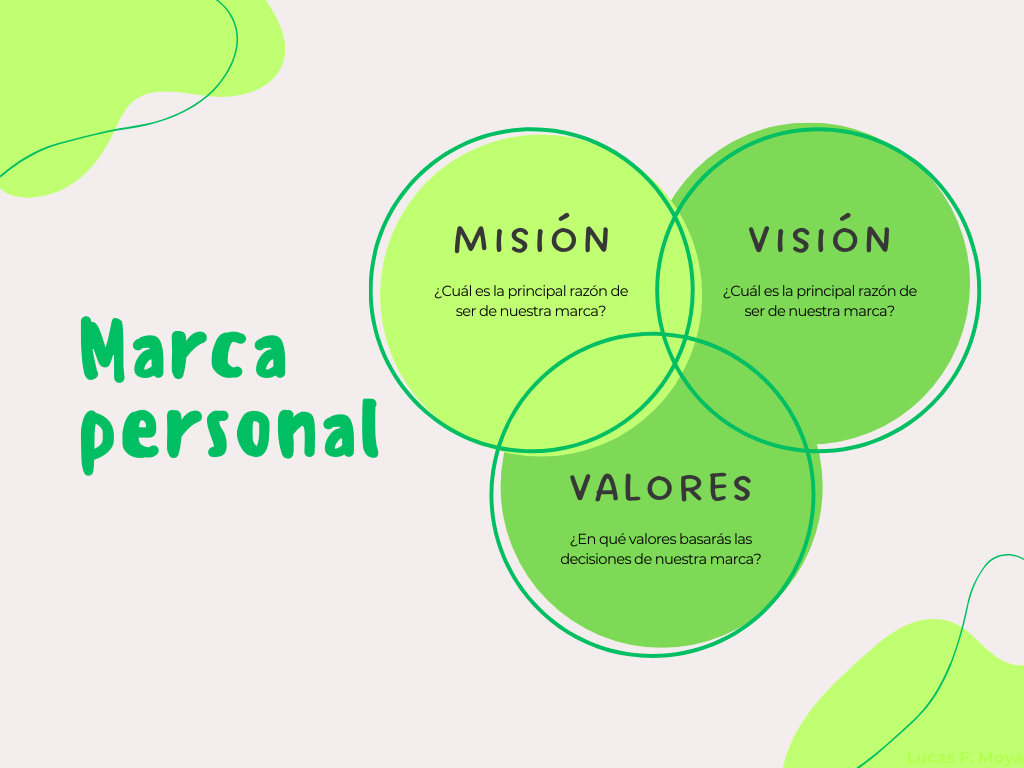 Marca
personal
MISIÓN
¿Cuál es la principal razón de
ser de nuestra marca?
VISIÓN
¿Cuál es la principal razón de
ser de nuestra marca?
VALORES
¿En qué valores basarás las
decisiones de nuestra marca?
Lucas F. Moya